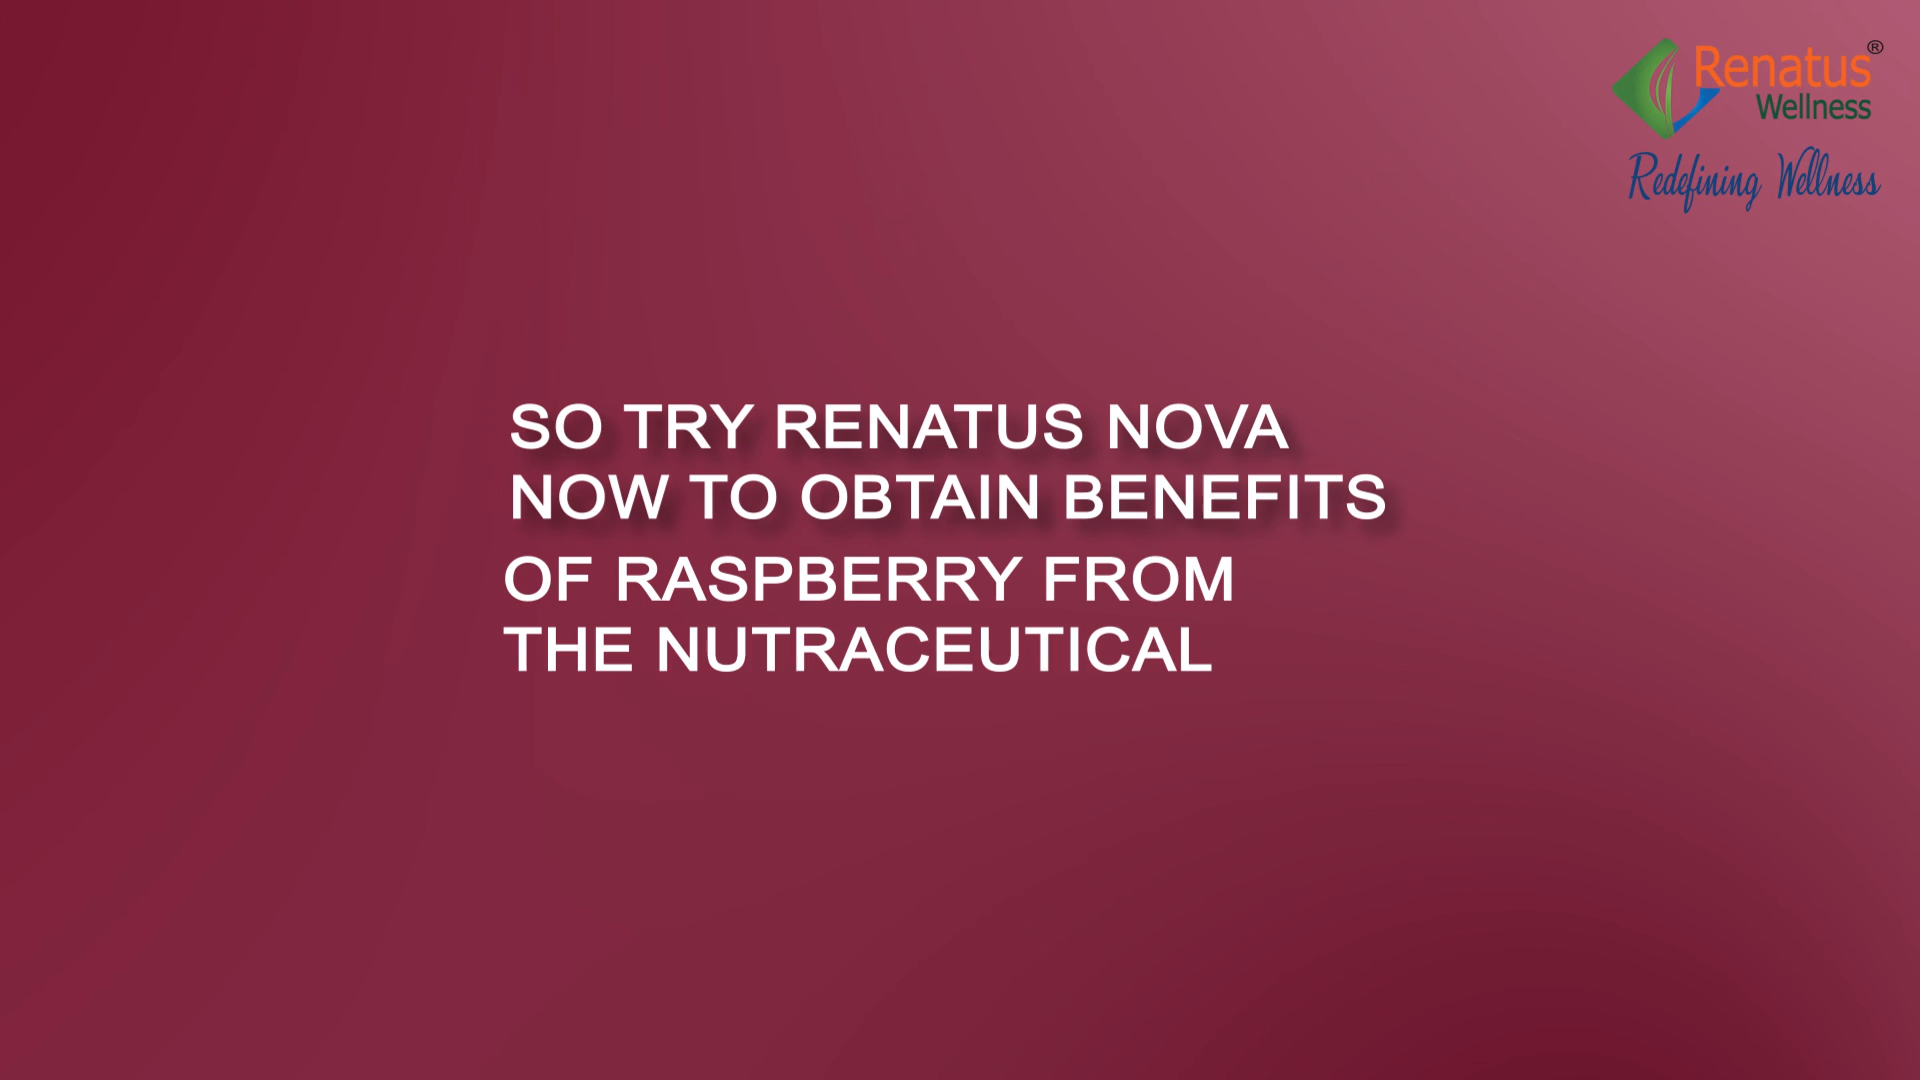 Renatus®
Wellness
Redefining Wellness
SO TRY RENATUS NOVA
NOW TO OBTAIN BENEFITS
OF RASPBERRY FROM
THE NUTRACEUTICAL